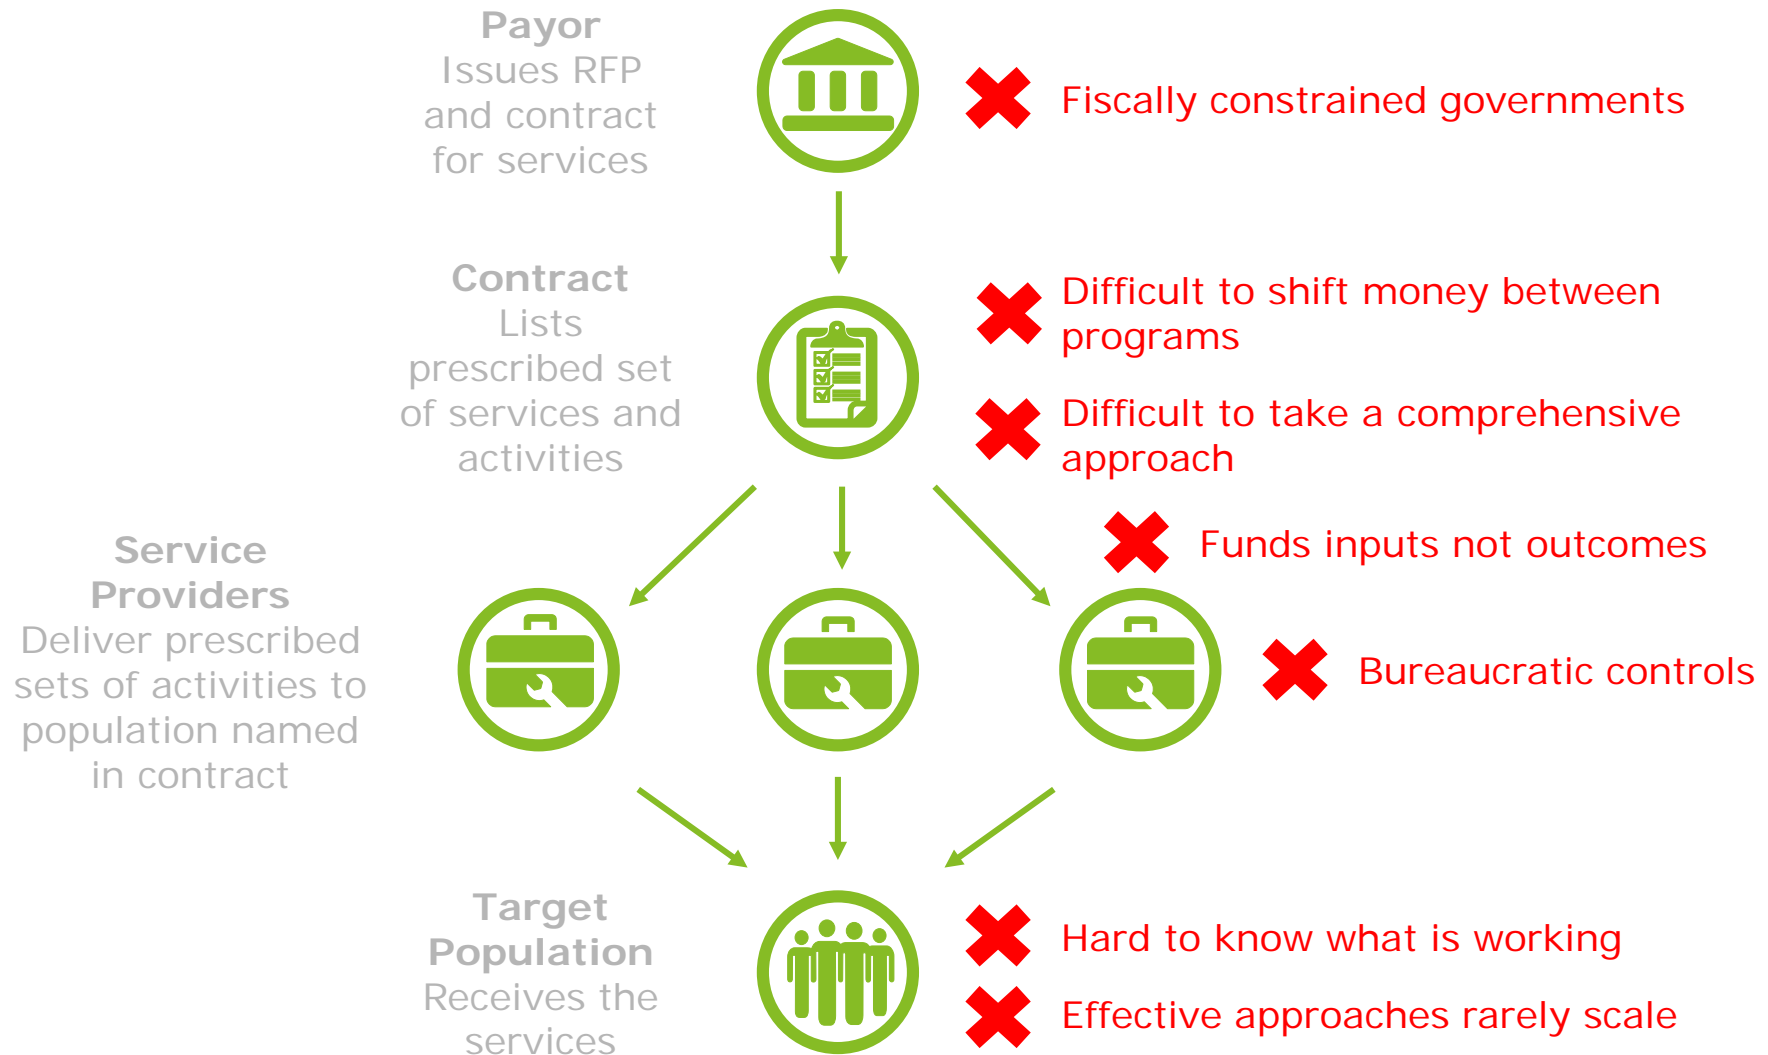 Payor
Issues RFP
and contract
for services
Fiscally constrained governments
Contract
Lists
prescribed set
of services and
activities
Difficult to shift money between
programs
Difficult to take a comprehensive
approach
Service
Providers
Deliver prescribed
sets of activities to
population named
in contract
Funds inputs not outcomes
Bureaucratic controls
Target
Population
Receives the
services
Hard to know what is working
Effective approaches rarely scale